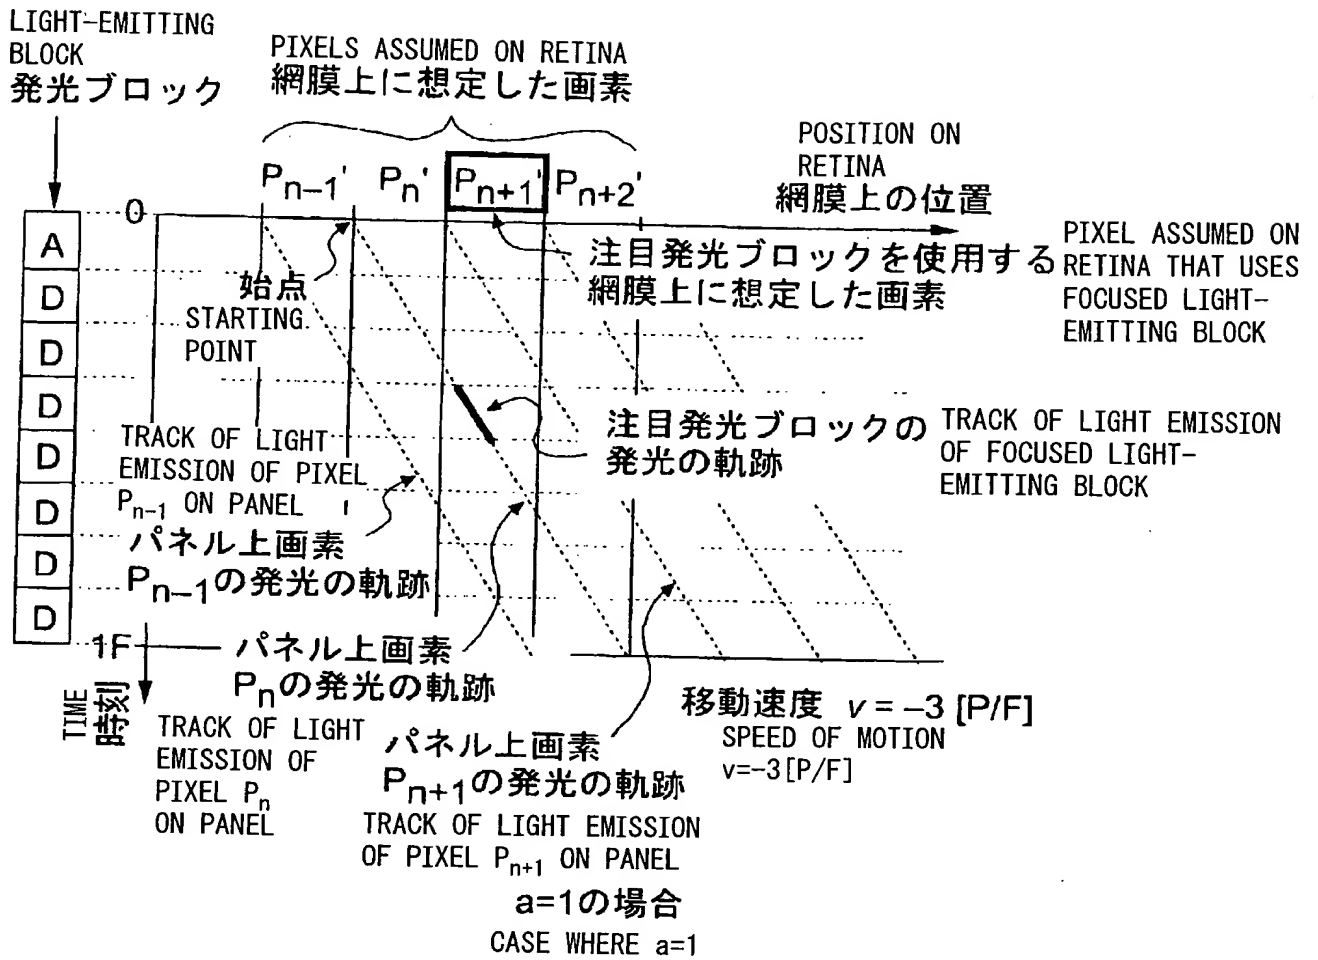 LIGHT-EMITTING
BLOCK
発光ブロック
PIXELS ASSUMED ON RETINA
網膜上に想定した画素
POSITION ON
RETINA
網膜上の位置
Pn-1' Pn' Pn+1' Pn+2'
0
A
D
D
D
D
D
D
D
始点
STARTING
POINT
注目発光ブロックを使用する
網膜上に想定した画素
PIXEL ASSUMED ON
RETINA THAT USES
FOCUSED LIGHT-
EMITTING BLOCK
注目発光ブロックの
発光の軌跡
TRACK OF LIGHT EMISSION
OF FOCUSED LIGHT-
EMITTING BLOCK
TRACK OF LIGHT
EMISSION OF PIXEL
Pn-1 ON PANEL
パネル上画素
Pn-1の発光の軌跡
1F
TIME
時刻
パネル上画素
Pnの発光の軌跡
TRACK OF LIGHT
EMISSION OF
PIXEL Pn
ON PANEL
パネル上画素
Pn+1の発光の軌跡
TRACK OF LIGHT EMISSION
OF PIXEL Pn+1 ON PANEL
移動速度 v = −3 [P/F]
SPEED OF MOTION
v=-3[P/F]
a=1の場合
CASE WHERE a=1